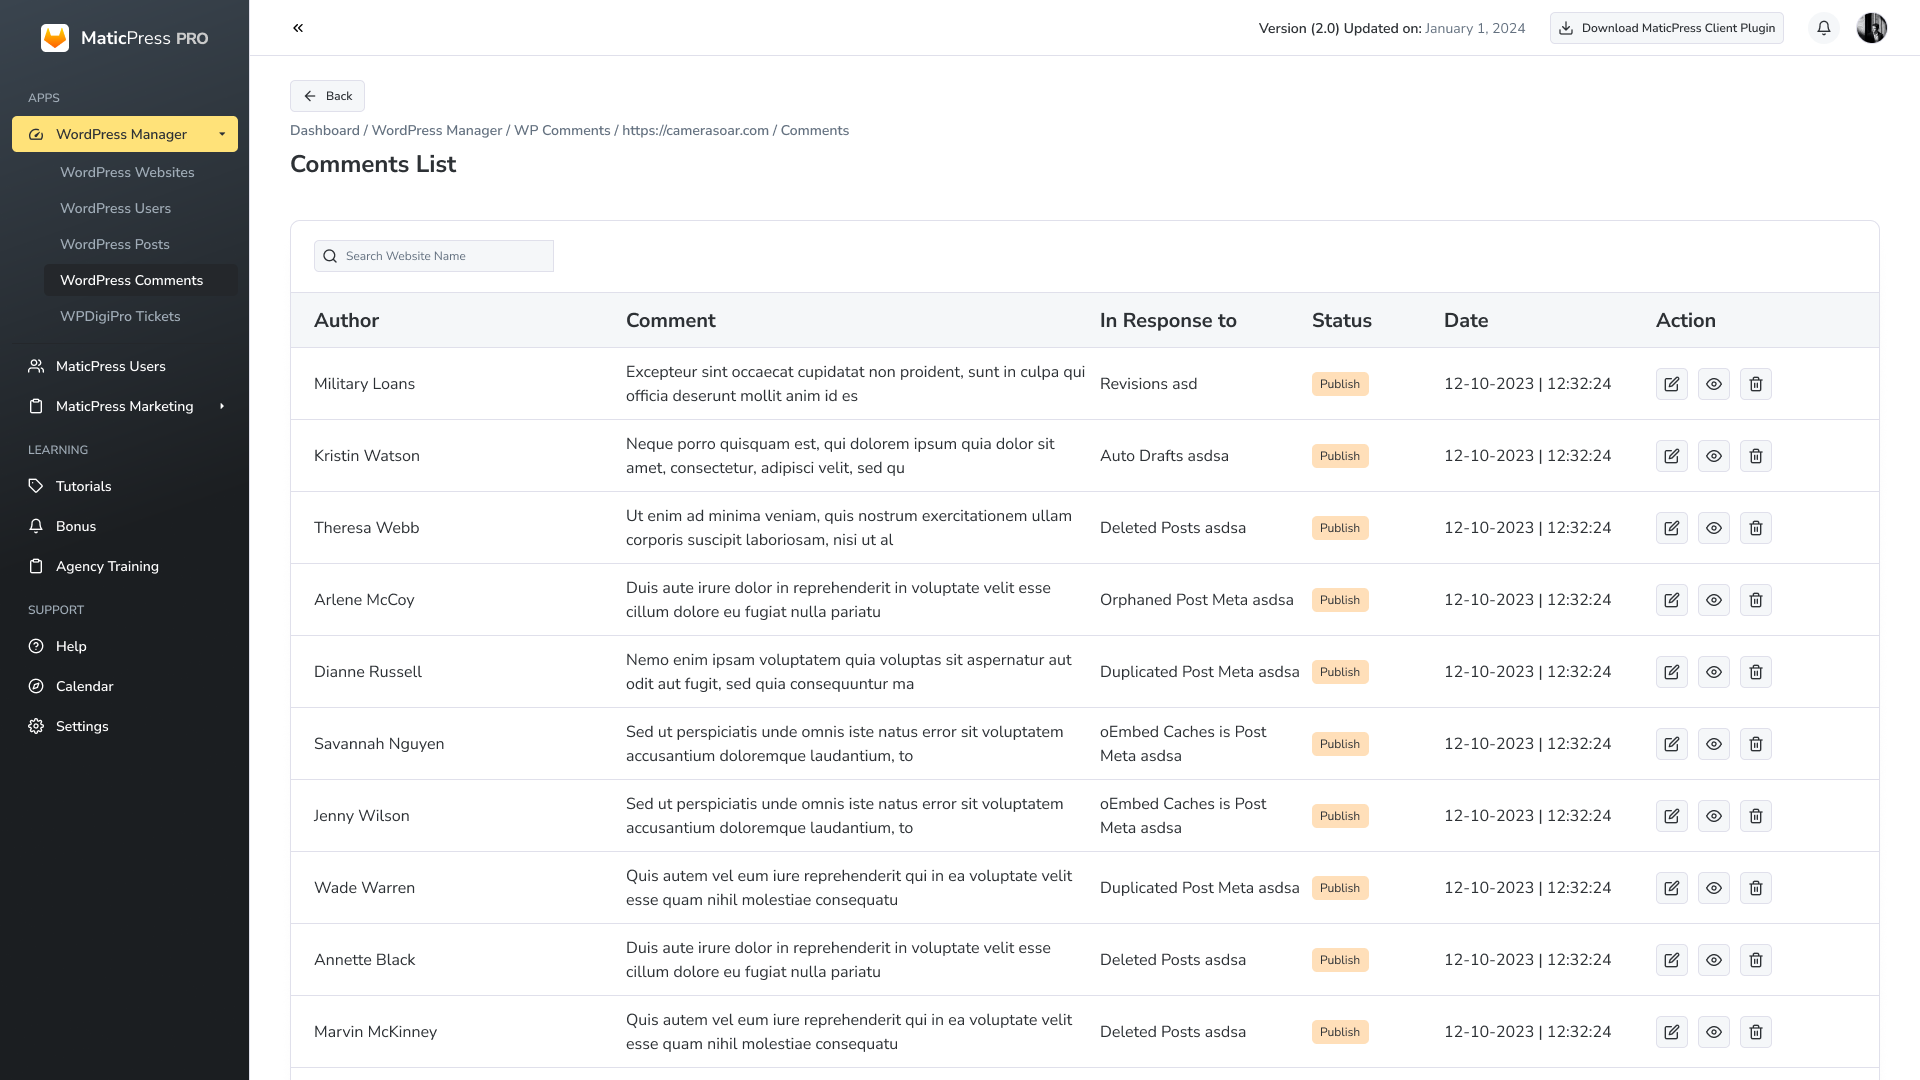 MaticPress PRO
APPS
WordPress Manager
WordPress Websites
WordPress Users
WordPress Posts
WordPress Comments
WPDigiPro Tickets
MaticPress Users
MaticPress Marketing
LEARNING
Tutorials
Bonus
Agency Training
SUPPORT
Help
Calendar
Settings
Version (2.0) Updated on: January 1, 2024
Download MaticPress Client Plugin
Back
Dashboard / WordPress Manager / WP Comments / https://camerasoar.com / Comments
Comments List
Search Website Name
Author Comment In Response to Status Date Action
Military Loans
Excepteur sint occaecat cupidatat non proident, sunt in culpa qui
officia deserunt mollit anim id es
Revisions asd
Publish
12-10-2023 | 12:32:24
Kristin Watson
Neque porro quisquam est, qui dolorem ipsum quia dolor sit
amet, consectetur, adipisci velit, sed qu
Auto Drafts asdsa
Publish
12-10-2023 | 12:32:24
Theresa Webb
Ut enim ad minima veniam, quis nostrum exercitationem ullam
corporis suscipit laboriosam, nisi ut al
Deleted Posts asdsa
Publish
12-10-2023 | 12:32:24
Arlene McCoy
Duis aute irure dolor in reprehenderit in voluptate velit esse
cillum dolore eu fugiat nulla pariatu
Orphaned Post Meta asdsa
Publish
12-10-2023 | 12:32:24
Dianne Russell
Nemo enim ipsam voluptatem quia voluptas sit aspernatur aut
odit aut fugit, sed quia consequuntur ma
Duplicated Post Meta asdsa
Publish
12-10-2023 | 12:32:24
Savannah Nguyen
Sed ut perspiciatis unde omnis iste natus error sit voluptatem
accusantium doloremque laudantium, to
oEmbed Caches is Post
Meta asdsa
Publish
12-10-2023 | 12:32:24
Jenny Wilson
Sed ut perspiciatis unde omnis iste natus error sit voluptatem
accusantium doloremque laudantium, to
oEmbed Caches is Post
Meta asdsa
Publish
12-10-2023 | 12:32:24
Wade Warren
Quis autem vel eum iure reprehenderit qui in ea voluptate velit
esse quam nihil molestiae consequatu
Duplicated Post Meta asdsa
Publish
12-10-2023 | 12:32:24
Annette Black
Duis aute irure dolor in reprehenderit in voluptate velit esse
cillum dolore eu fugiat nulla pariatu
Deleted Posts asdsa
Publish
12-10-2023 | 12:32:24
Marvin McKinney
Quis autem vel eum iure reprehenderit qui in ea voluptate velit
esse quam nihil molestiae consequatu
Deleted Posts asdsa
Publish
12-10-2023 | 12:32:24